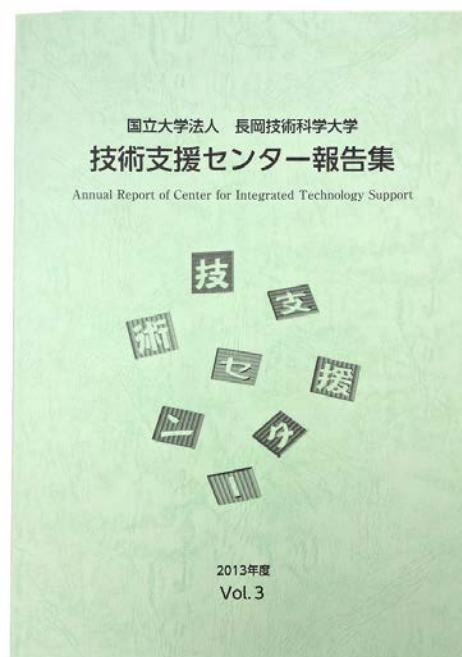 国立大学法人 長岡技術科学大学
技術支援センター報告集
Annual Report of Center for Integrated Technology Support
技
術
支
援
セ
ン
タ
ー
2013年度
Vol. 3